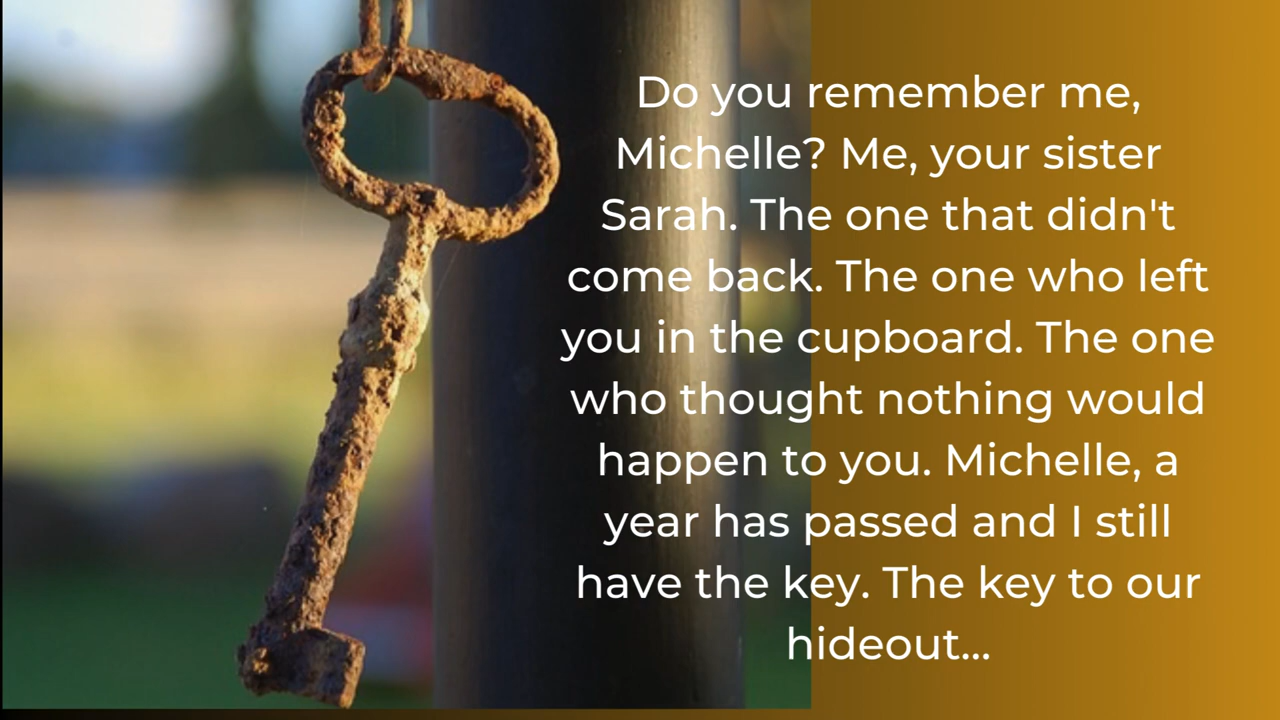 Do you remember me,
Michelle? Me, your sister
Sarah. The one that didn't
come back. The one who left
you in the cupboard. The one
who thought nothing would
happen to you. Michelle, a
year has passed and I still
have the key. The key to our
hideout...